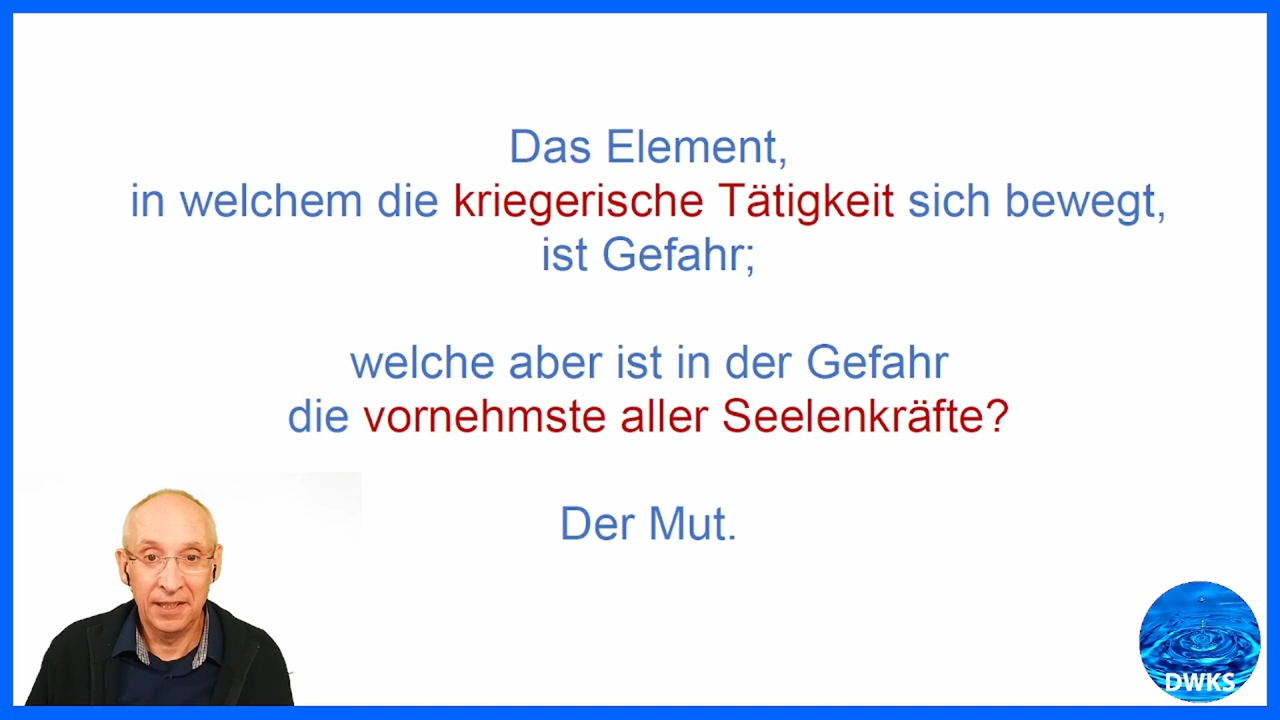 Das Element,
in welchem die kriegerische Tätigkeit sich bewegt,
ist Gefahr;
welche aber ist in der Gefahr
die vornehmste aller Seelenkräfte?
Der Mut.
DWKS